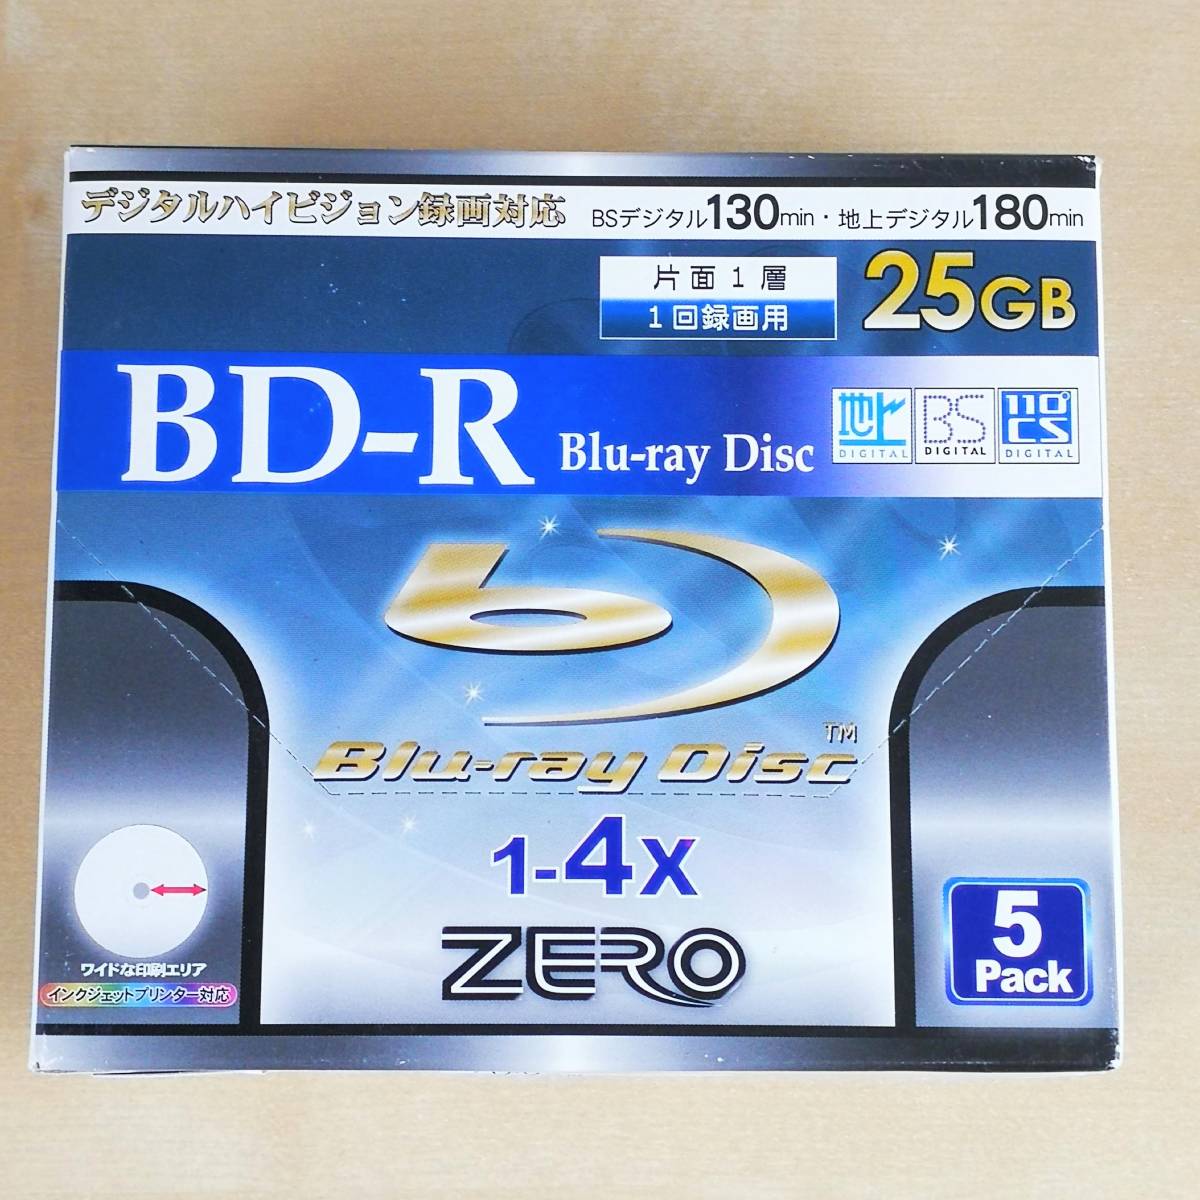 デジタルハイビジョン録画対応 BSデジタル130min・地上デジタル180min
片面1層
1回録画用
25GB
BD-R Blu-ray Disc
地上 DIGITAL
BS DIGITAL
110° CS DIGITAL
Blu-ray Disc™
1-4X
ZERO
ワイドな印刷エリア
インクジェットプリンター対応
5 Pack